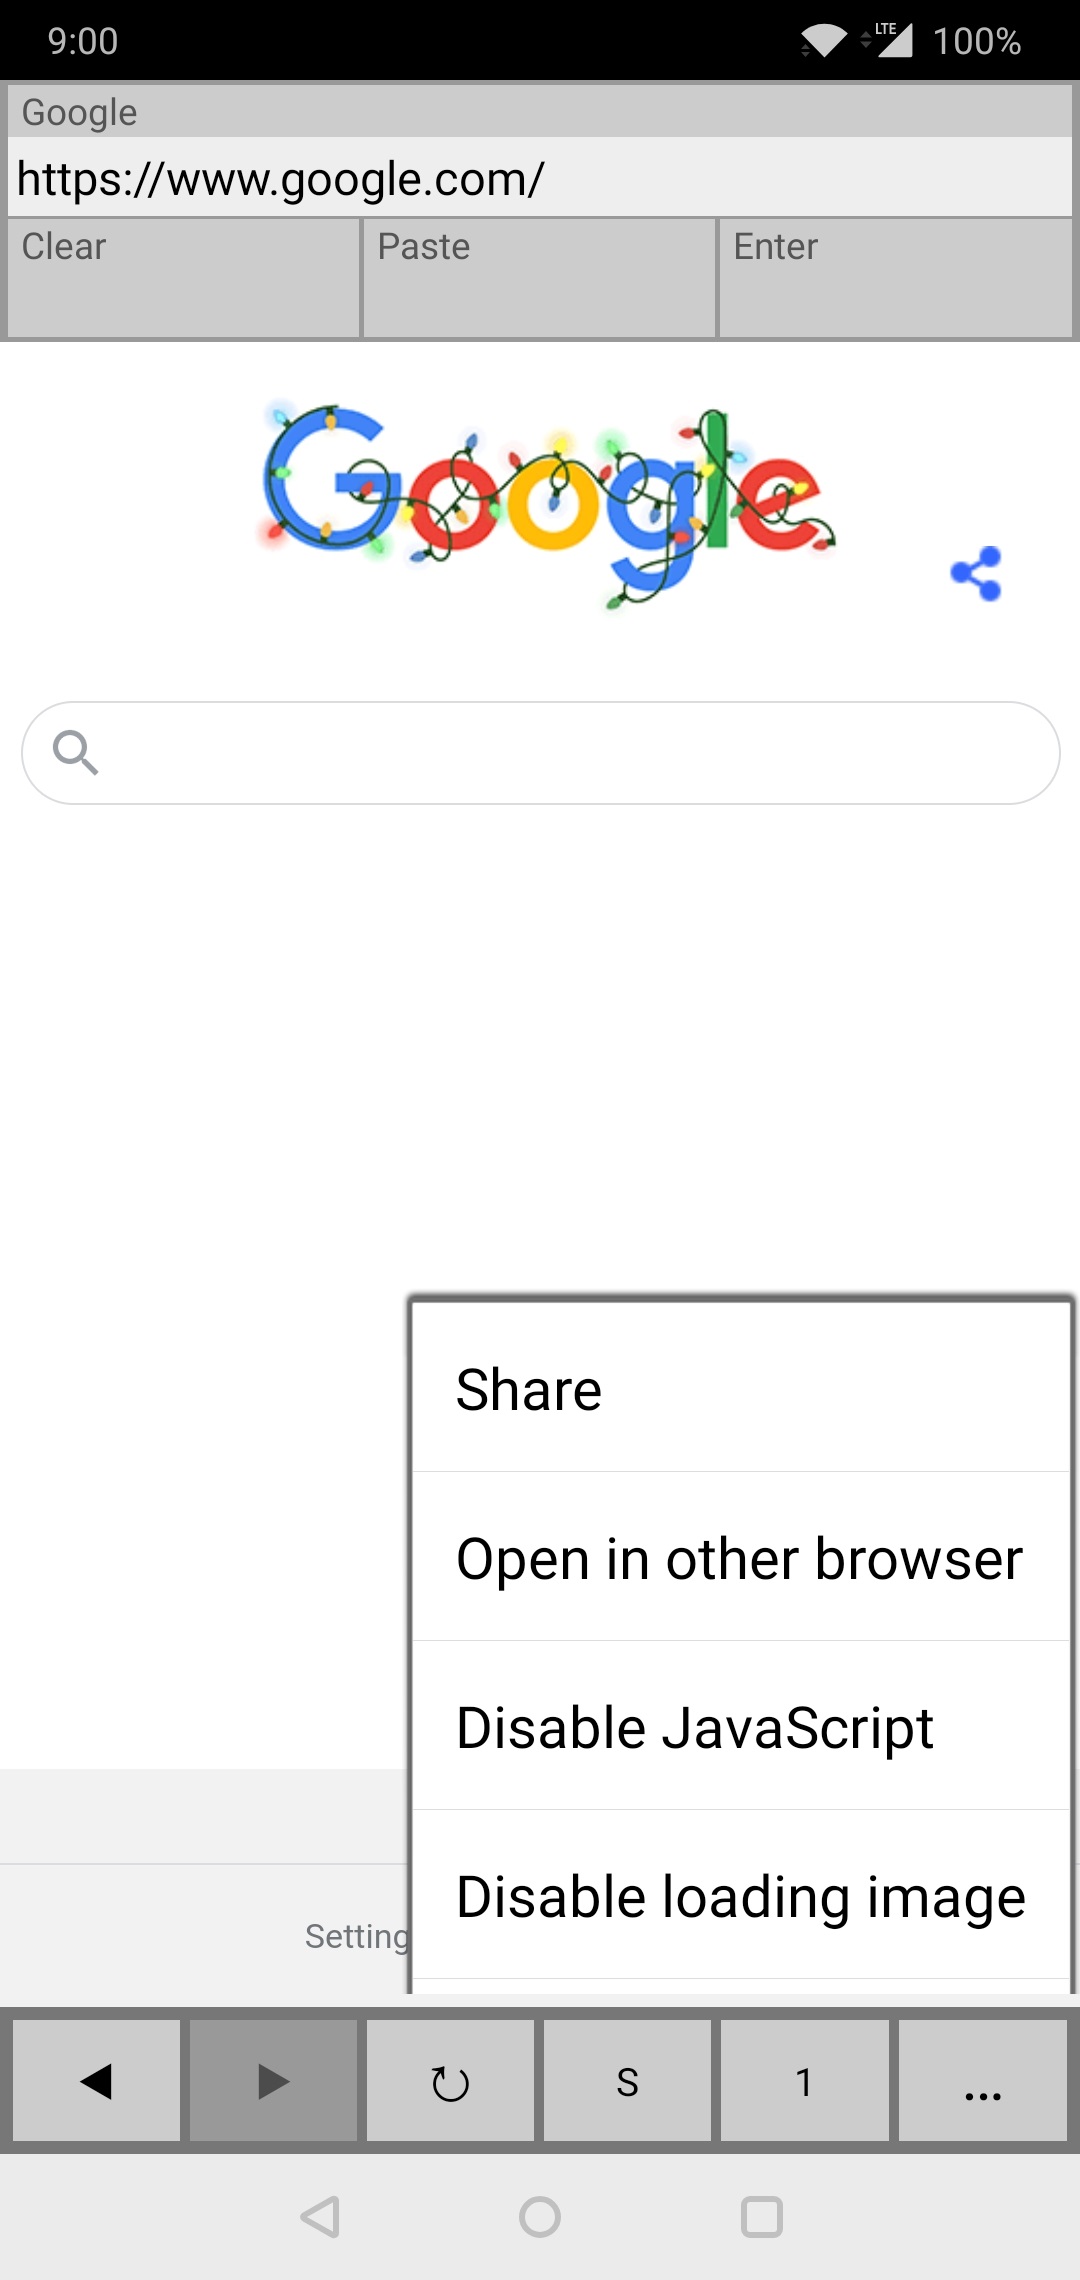 9:00 LTE 100%
Google
https://www.google.com/
Clear Paste Enter
Google
Share
Open in other browser
Disable JavaScript
Disable loading image
Setting
S 1 ...